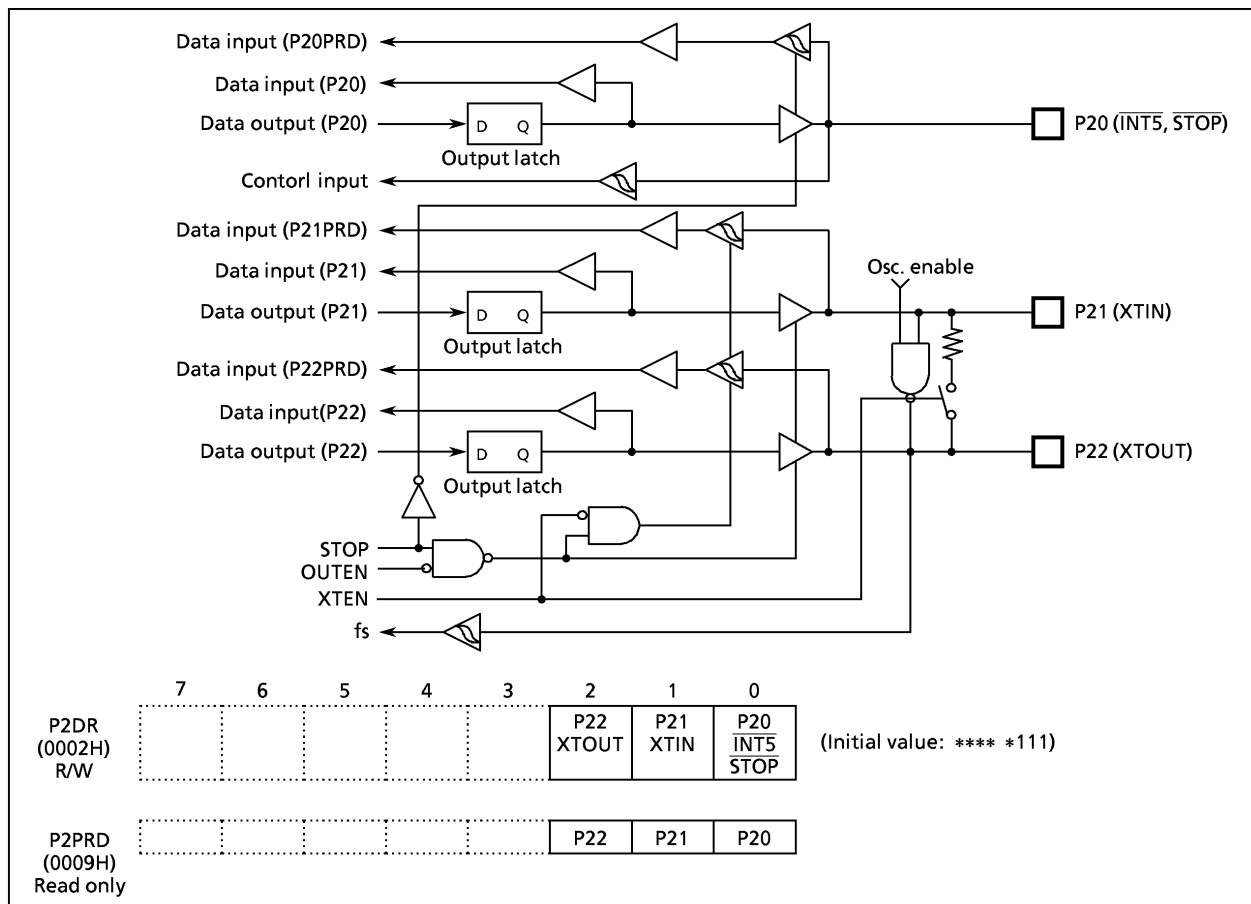 Data input (P20PRD)
Data input (P20)
Data output (P20)
D Q
Output latch
P20 (INT5, STOP)
Contorl input
Data input (P21PRD)
Data input (P21)
Osc. enable
Data output (P21)
D Q
Output latch
P21 (XTIN)
Data input (P22PRD)
Data input(P22)
Data output (P22)
D Q
Output latch
P22 (XTOUT)
STOP
OUTEN
XTEN
fs
7 6 5 4 3 2 1 0
P2DR
(0002H)
R/W
P22
XTOUT
P21
XTIN
P20
INT5
STOP
(Initial value: **** *111)
P2PRD
(0009H)
Read only
P22
P21
P20